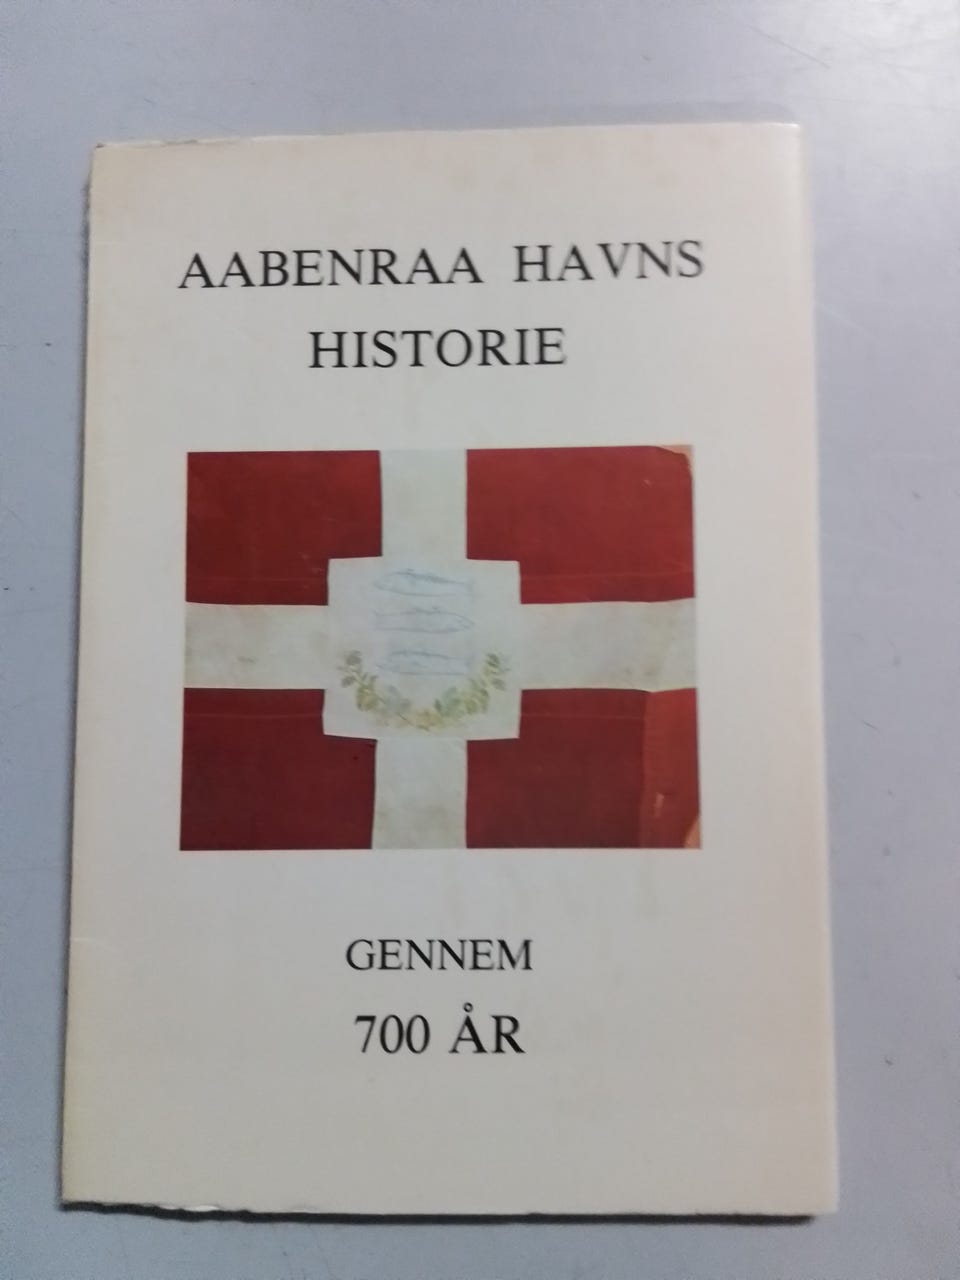 AABENRAA HAVNS
HISTORIE
GENNEM
700 ÅR